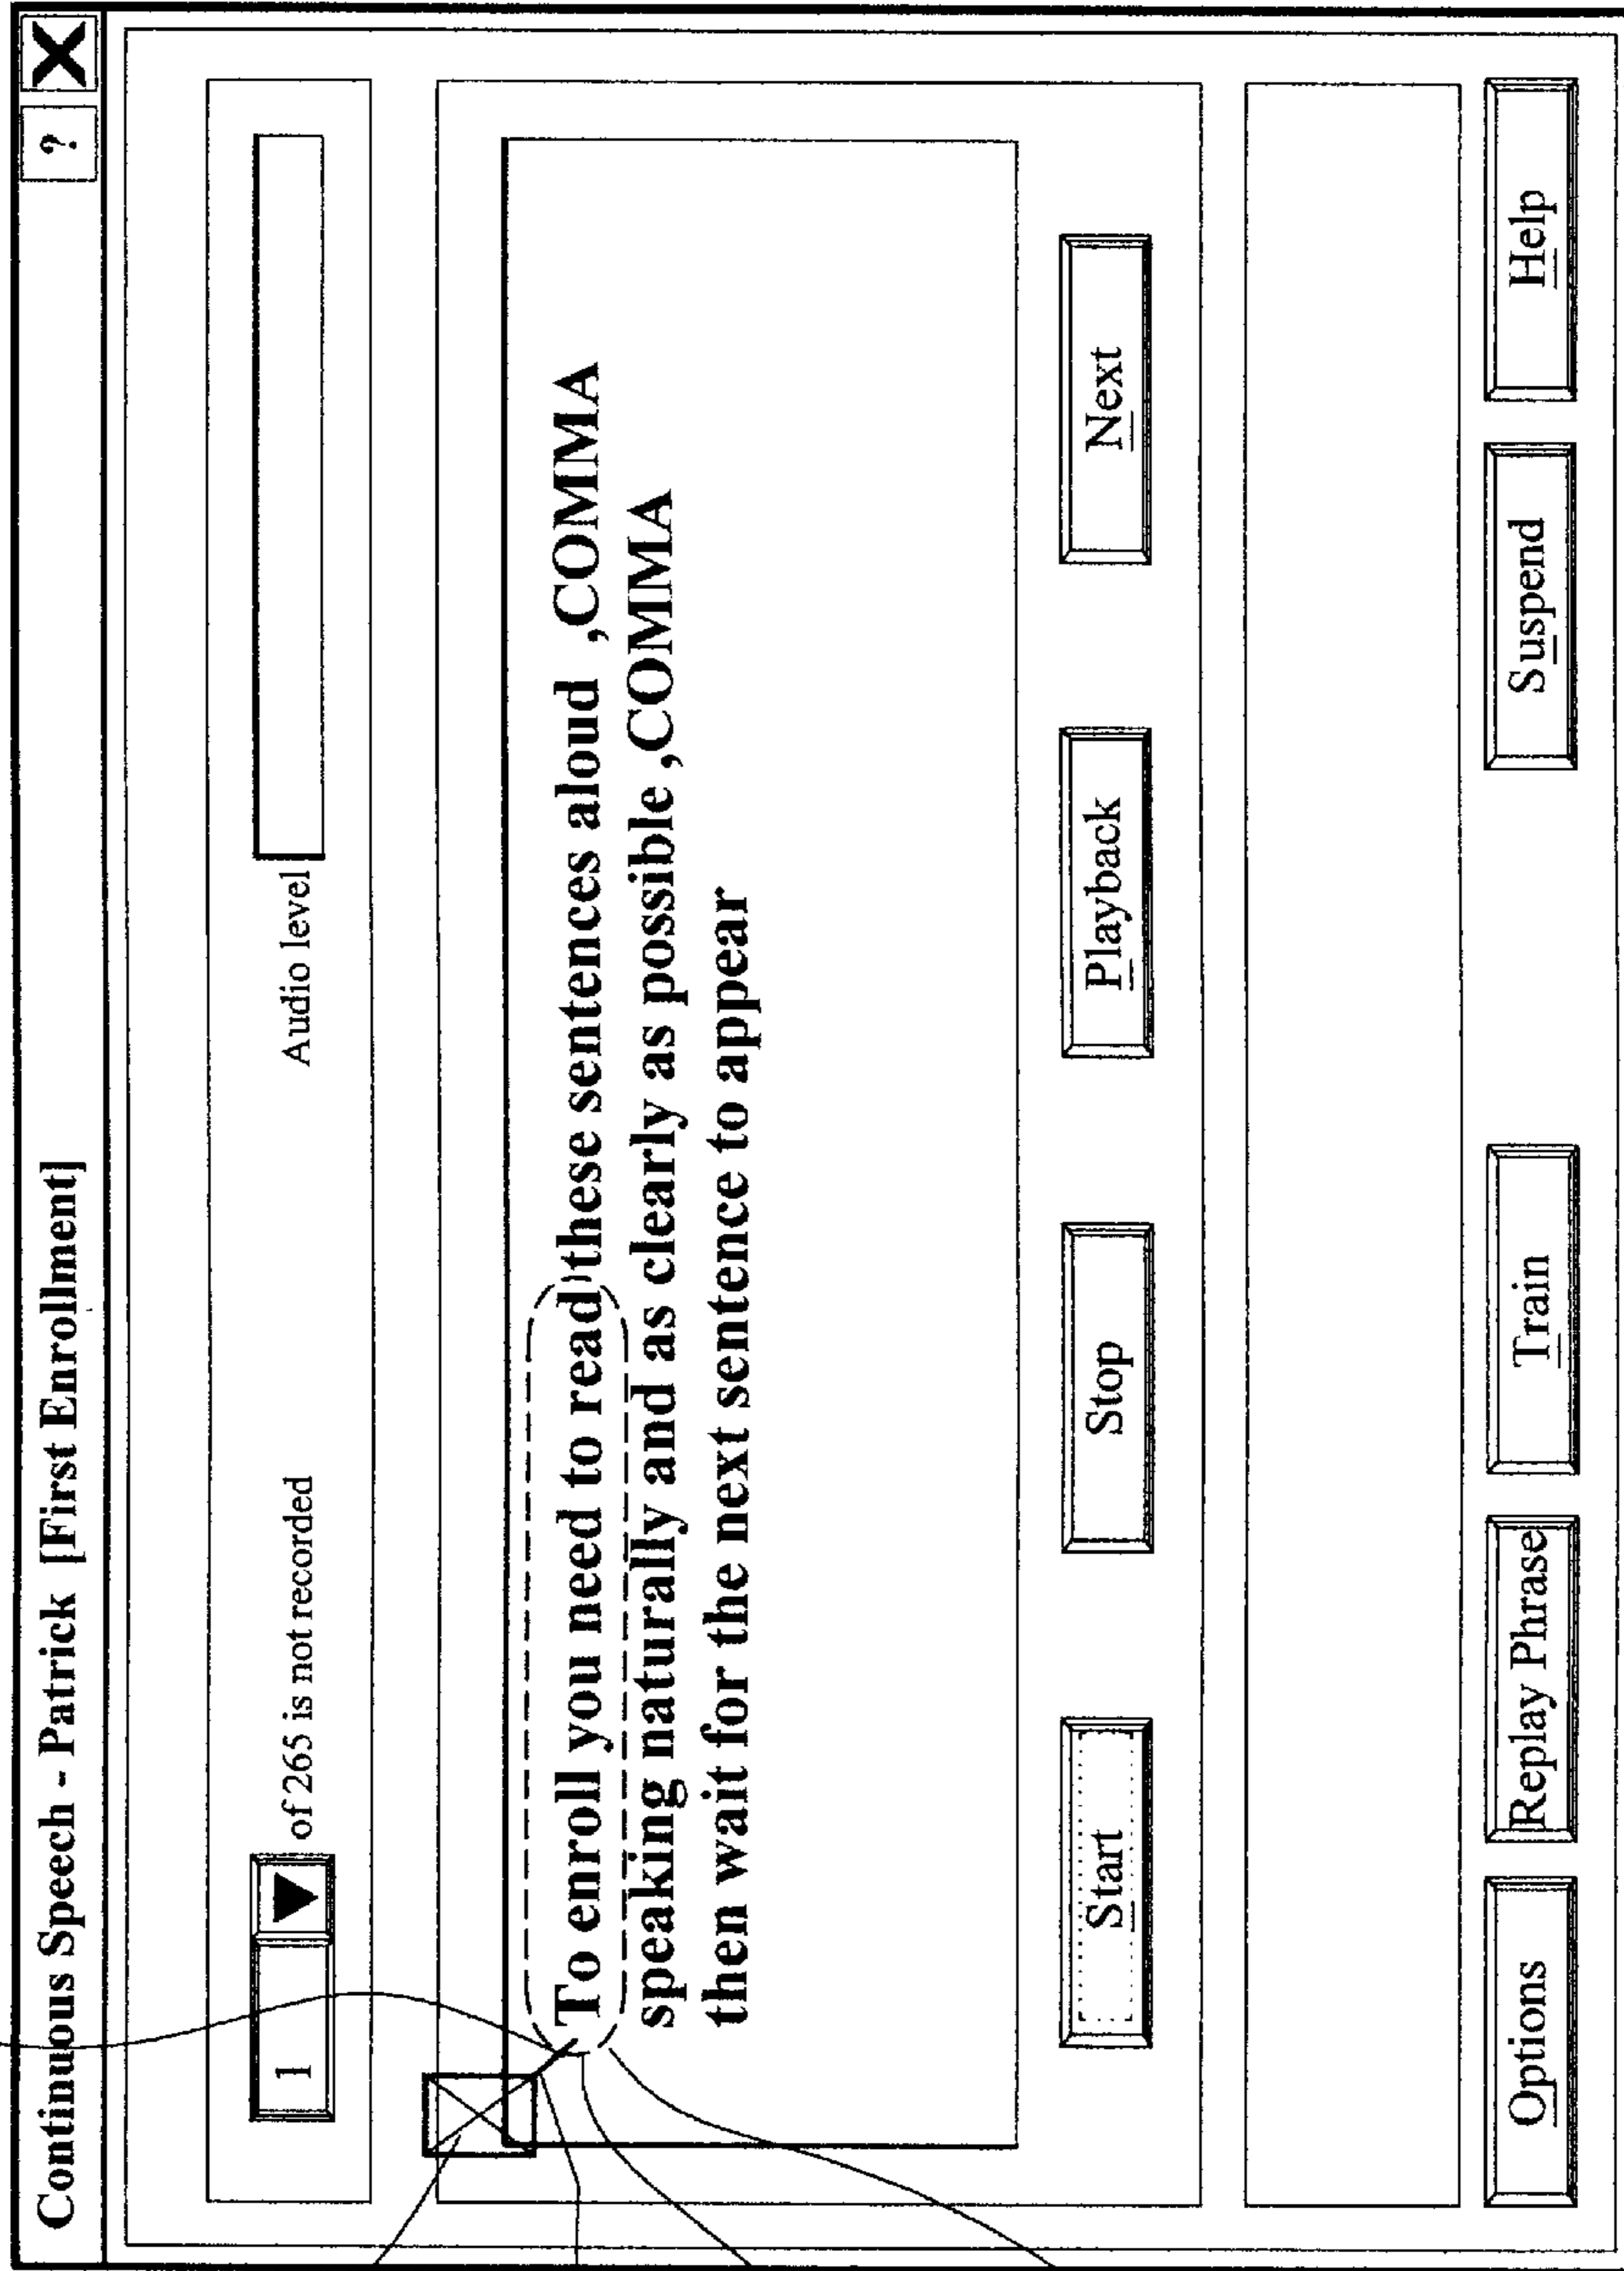 Continuous Speech - Patrick [First Enrollment]
?
1 of 265 is not recorded Audio level
To enroll you need to read these sentences aloud ,COMMA
speaking naturally and as clearly as possible ,COMMA
then wait for the next sentence to appear
Start Stop Playback Next
Options Replay Phrase Train Suspend Help